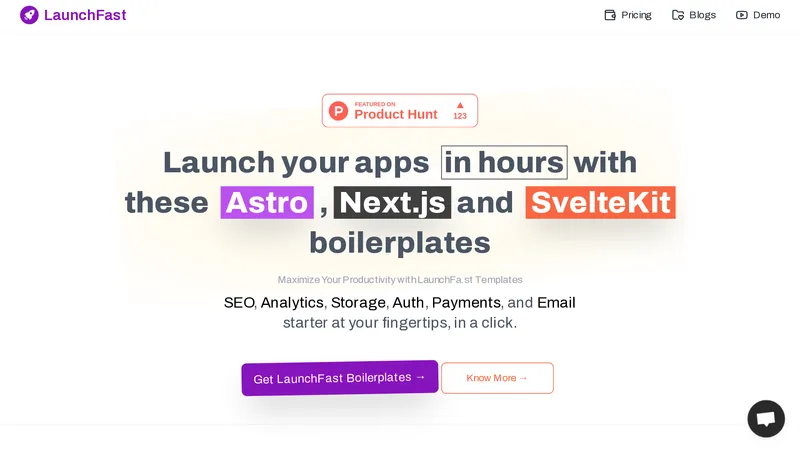 LaunchFast
Pricing
Blogs
Demo
FEATURED ON
Product Hunt
123
Launch your apps in hours with
these Astro , Next.js and SvelteKit
boilerplates
Maximize Your Productivity with LaunchFa.st Templates
SEO, Analytics, Storage, Auth, Payments, and Email
starter at your fingertips, in a click.
Get LaunchFast Boilerplates →
Know More →